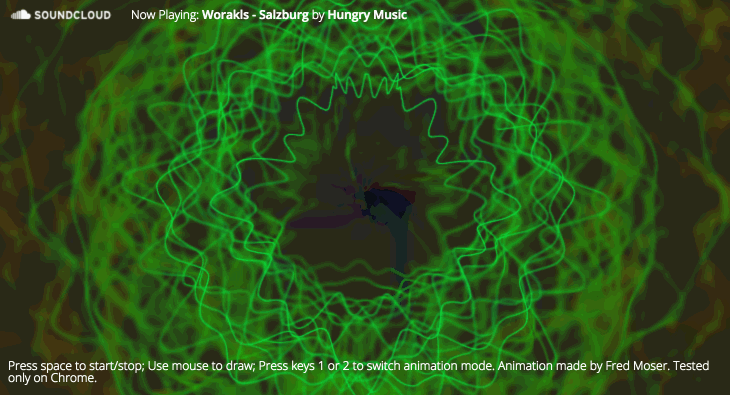 SOUNDCLOUD Now Playing: Worakls - Salzburg by Hungry Music
Press space to start/stop; Use mouse to draw; Press keys 1 or 2 to switch animation mode. Animation made by Fred Moser. Tested
only on Chrome.